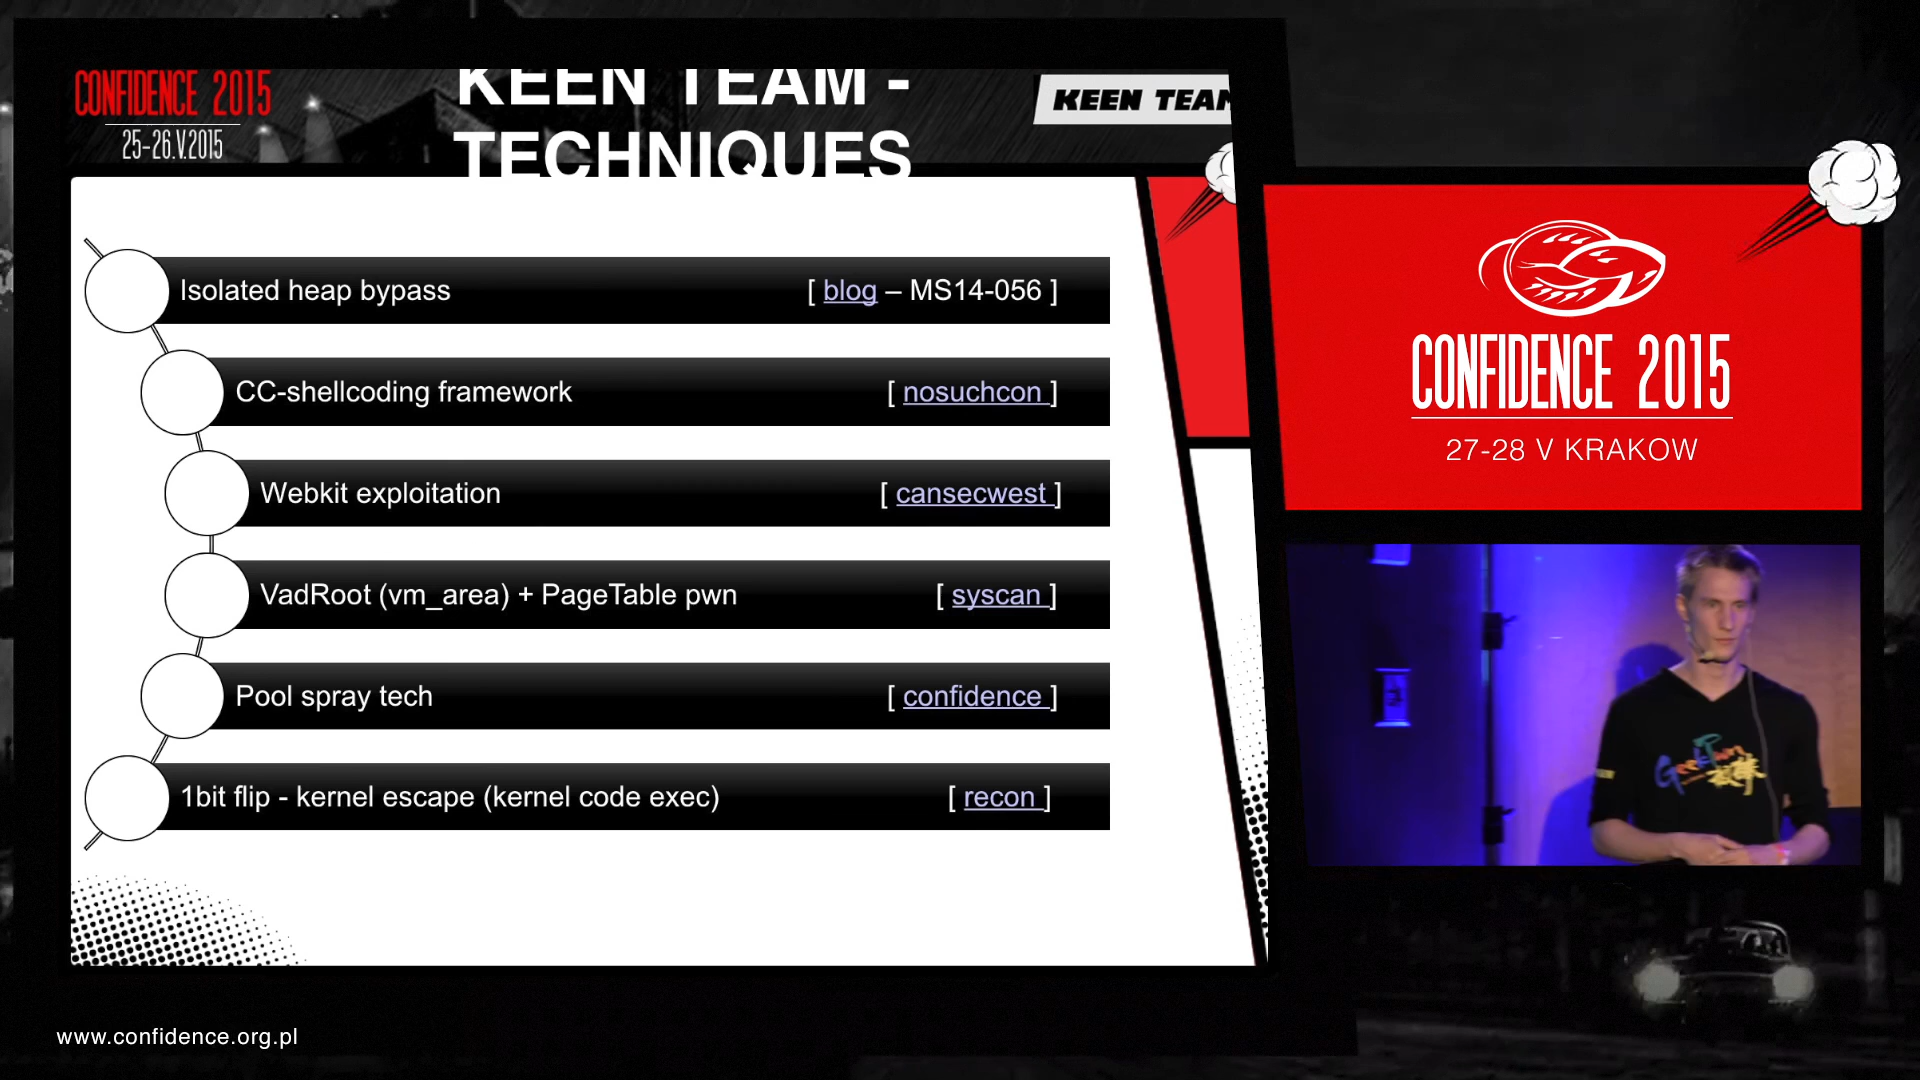 CONFIDENCE 2015
25-26.V.2015
KEEN TEAM -
TECHNIQUES
KEEN TEAM
Isolated heap bypass [ blog – MS14-056 ]
CC-shellcoding framework [ nosuchcon ]
Webkit exploitation [ cansecwest ]
VadRoot (vm_area) + PageTable pwn [ syscan ]
Pool spray tech [ confidence ]
1bit flip - kernel escape (kernel code exec) [ recon ]
CONFIDENCE 2015
27-28 V KRAKOW
GeekPwn
www.confidence.org.pl